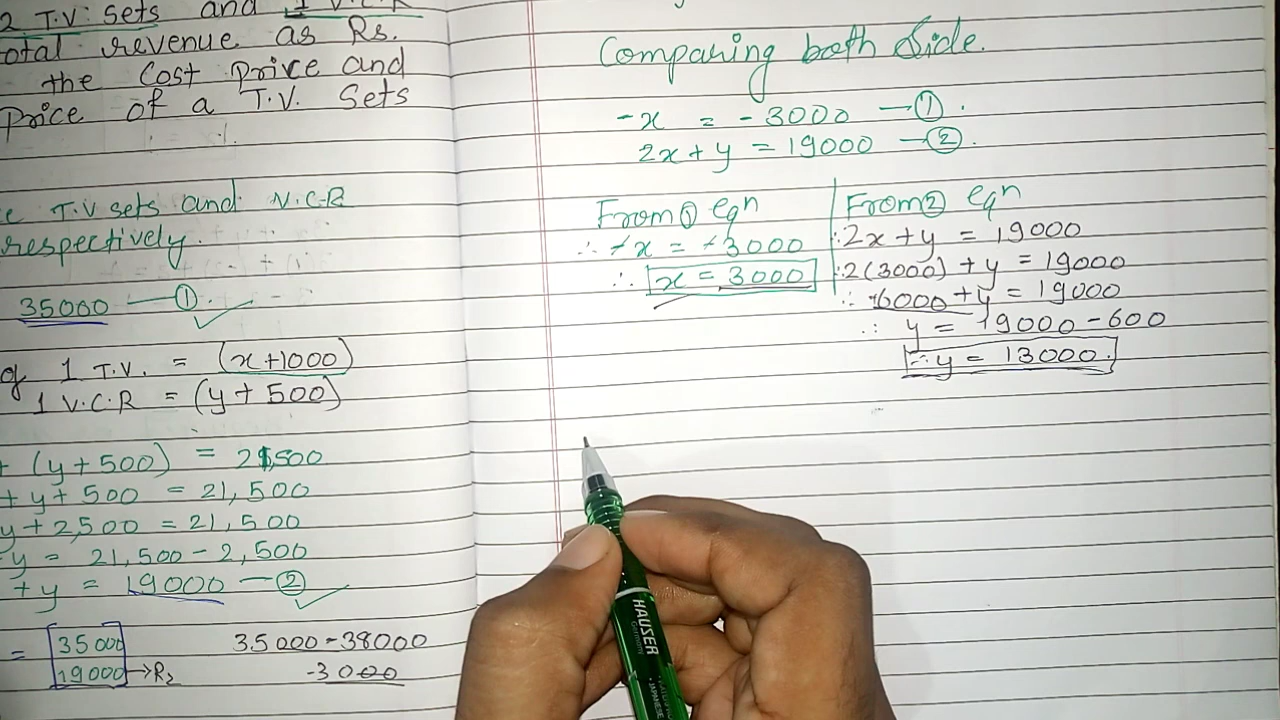 2 T.V. Sets and 1 V.C.R
otal revenue as Rs.
the Cost Price and
Price of a T.V. Sets
T.V sets and V.C.R
respectively.
35000 — ①.
of 1 T.V. = (x+1000)
1 V.C.R = (y+500)
+ (y+500) = 21,500
+ y + 500 = 21,500
y + 2,500 = 21,500
y = 21,500 - 2,500
+ y = 19000 — ②
= [35000
19000] → R₂
35000 - 38000
-3000
Comparing both Side.
-x = -3000 — ①.
2x + y = 19000 — ②.
From ① eqn
∴ -x = -3000
∴ x = 3000
From ② eqn
∴ 2x + y = 19000
∴ 2(3000) + y = 19000
∴ 6000 + y = 19000
∴ y = 19000 - 600
∴ y = 13000.
HAUSER
Germany
JAPANESE